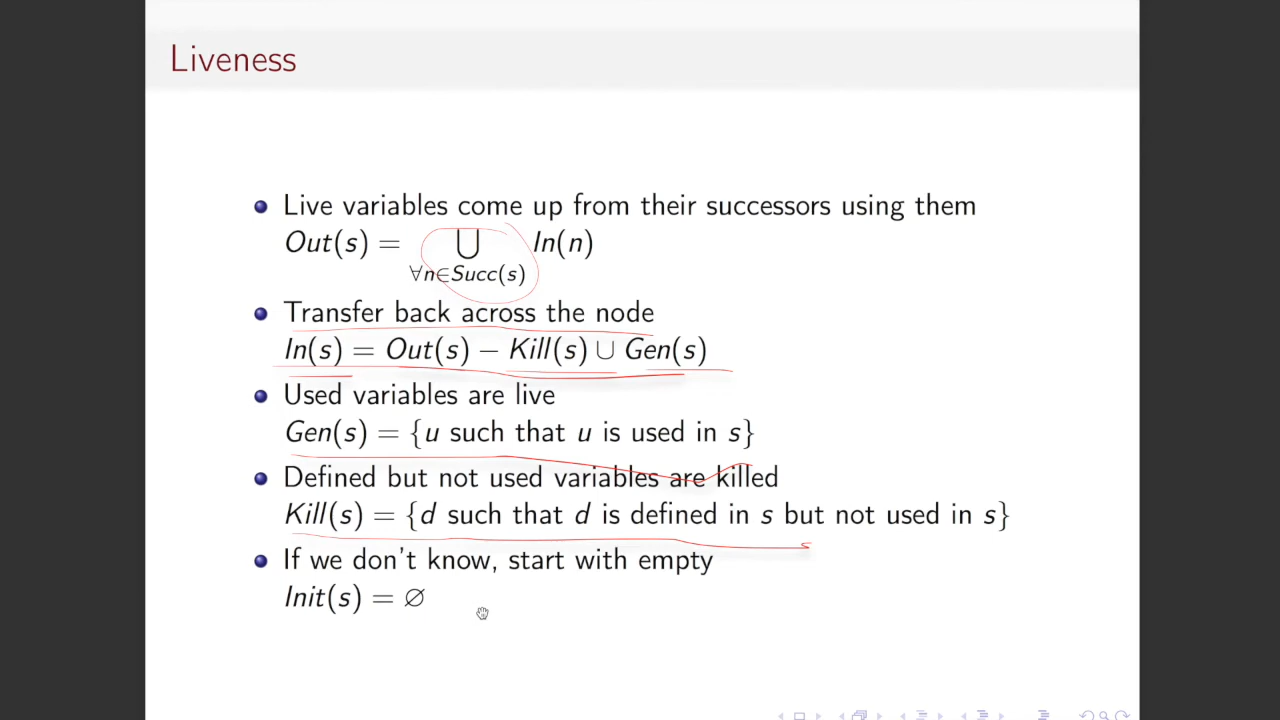 Liveness
Live variables come up from their successors using them
Out(s) = ⋃ In(n)
∀n∈Succ(s)
Transfer back across the node
In(s) = Out(s) − Kill(s) ∪ Gen(s)
Used variables are live
Gen(s) = {u such that u is used in s}
Defined but not used variables are killed
Kill(s) = {d such that d is defined in s but not used in s}
If we don't know, start with empty
Init(s) = ∅